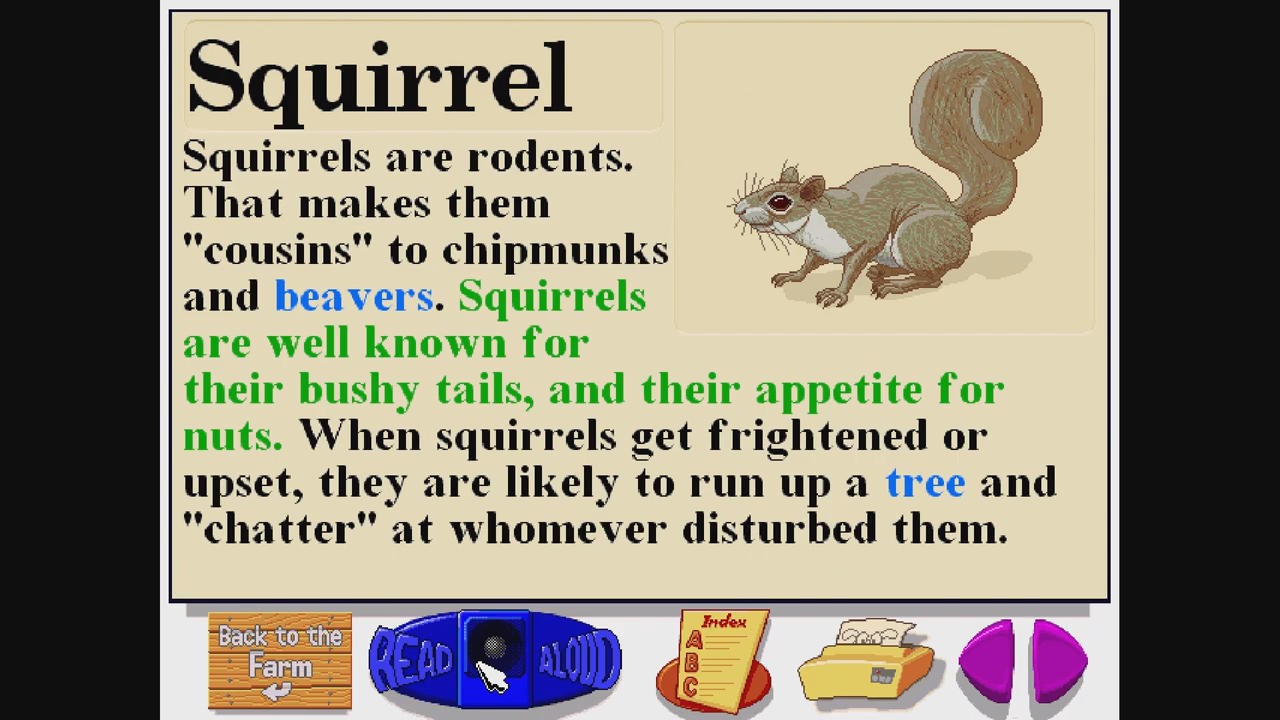 Squirrel
Squirrels are rodents.
That makes them
"cousins" to chipmunks
and beavers. Squirrels
are well known for
their bushy tails, and their appetite for
nuts. When squirrels get frightened or
upset, they are likely to run up a tree and
"chatter" at whomever disturbed them.
Back to the
Farm
READ ALOUD
Index
A
B
C